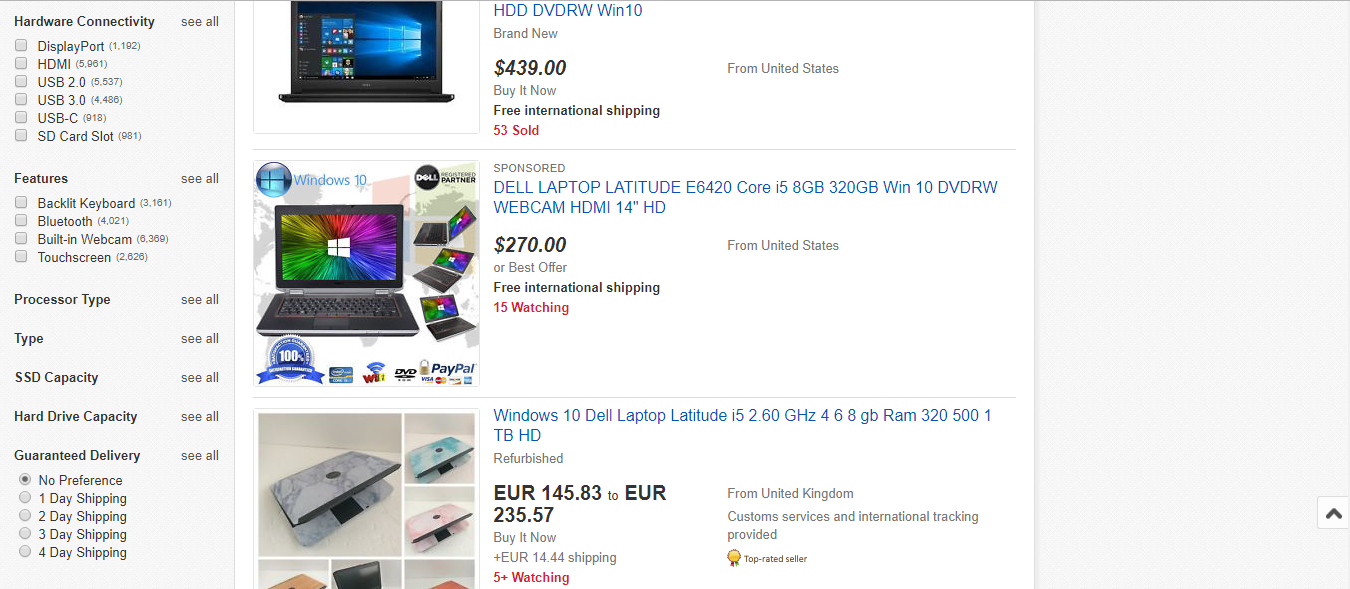 Hardware Connectivity see all
DisplayPort (1,192)
HDMI (5,961)
USB 2.0 (5,537)
USB 3.0 (4,486)
USB-C (918)
SD Card Slot (981)
Features see all
Backlit Keyboard (3,161)
Bluetooth (4,021)
Built-in Webcam (6,369)
Touchscreen (2,626)
Processor Type see all
Type see all
SSD Capacity see all
Hard Drive Capacity see all
Guaranteed Delivery see all
No Preference
1 Day Shipping
2 Day Shipping
3 Day Shipping
4 Day Shipping
HDD DVDRW Win10
Brand New
$439.00 From United States
Buy It Now
Free international shipping
53 Sold
Windows 10
DELL REGISTERED
PARTNER
100%
WiFi DVD PayPal
VISA
SPONSORED
DELL LAPTOP LATITUDE E6420 Core i5 8GB 320GB Win 10 DVDRW
WEBCAM HDMI 14" HD
$270.00 From United States
or Best Offer
Free international shipping
15 Watching
Windows 10 Dell Laptop Latitude i5 2.60 GHz 4 6 8 gb Ram 320 500 1
TB HD
Refurbished
EUR 145.83 to EUR
235.57
Buy It Now
+EUR 14.44 shipping
5+ Watching
From United Kingdom
Customs services and international tracking
provided
Top-rated seller